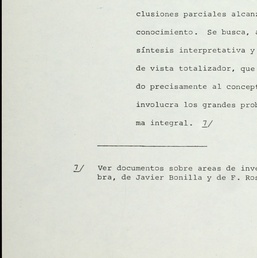 clusiones parciales alcanz
conocimiento. Se busca, a
síntesis interpretativa y
de vista totalizador, que
do precisamente al concept
involucra los grandes prob
ma integral. 7/
7/ Ver documentos sobre areas de inve
bra, de Javier Bonilla y de F. Ros